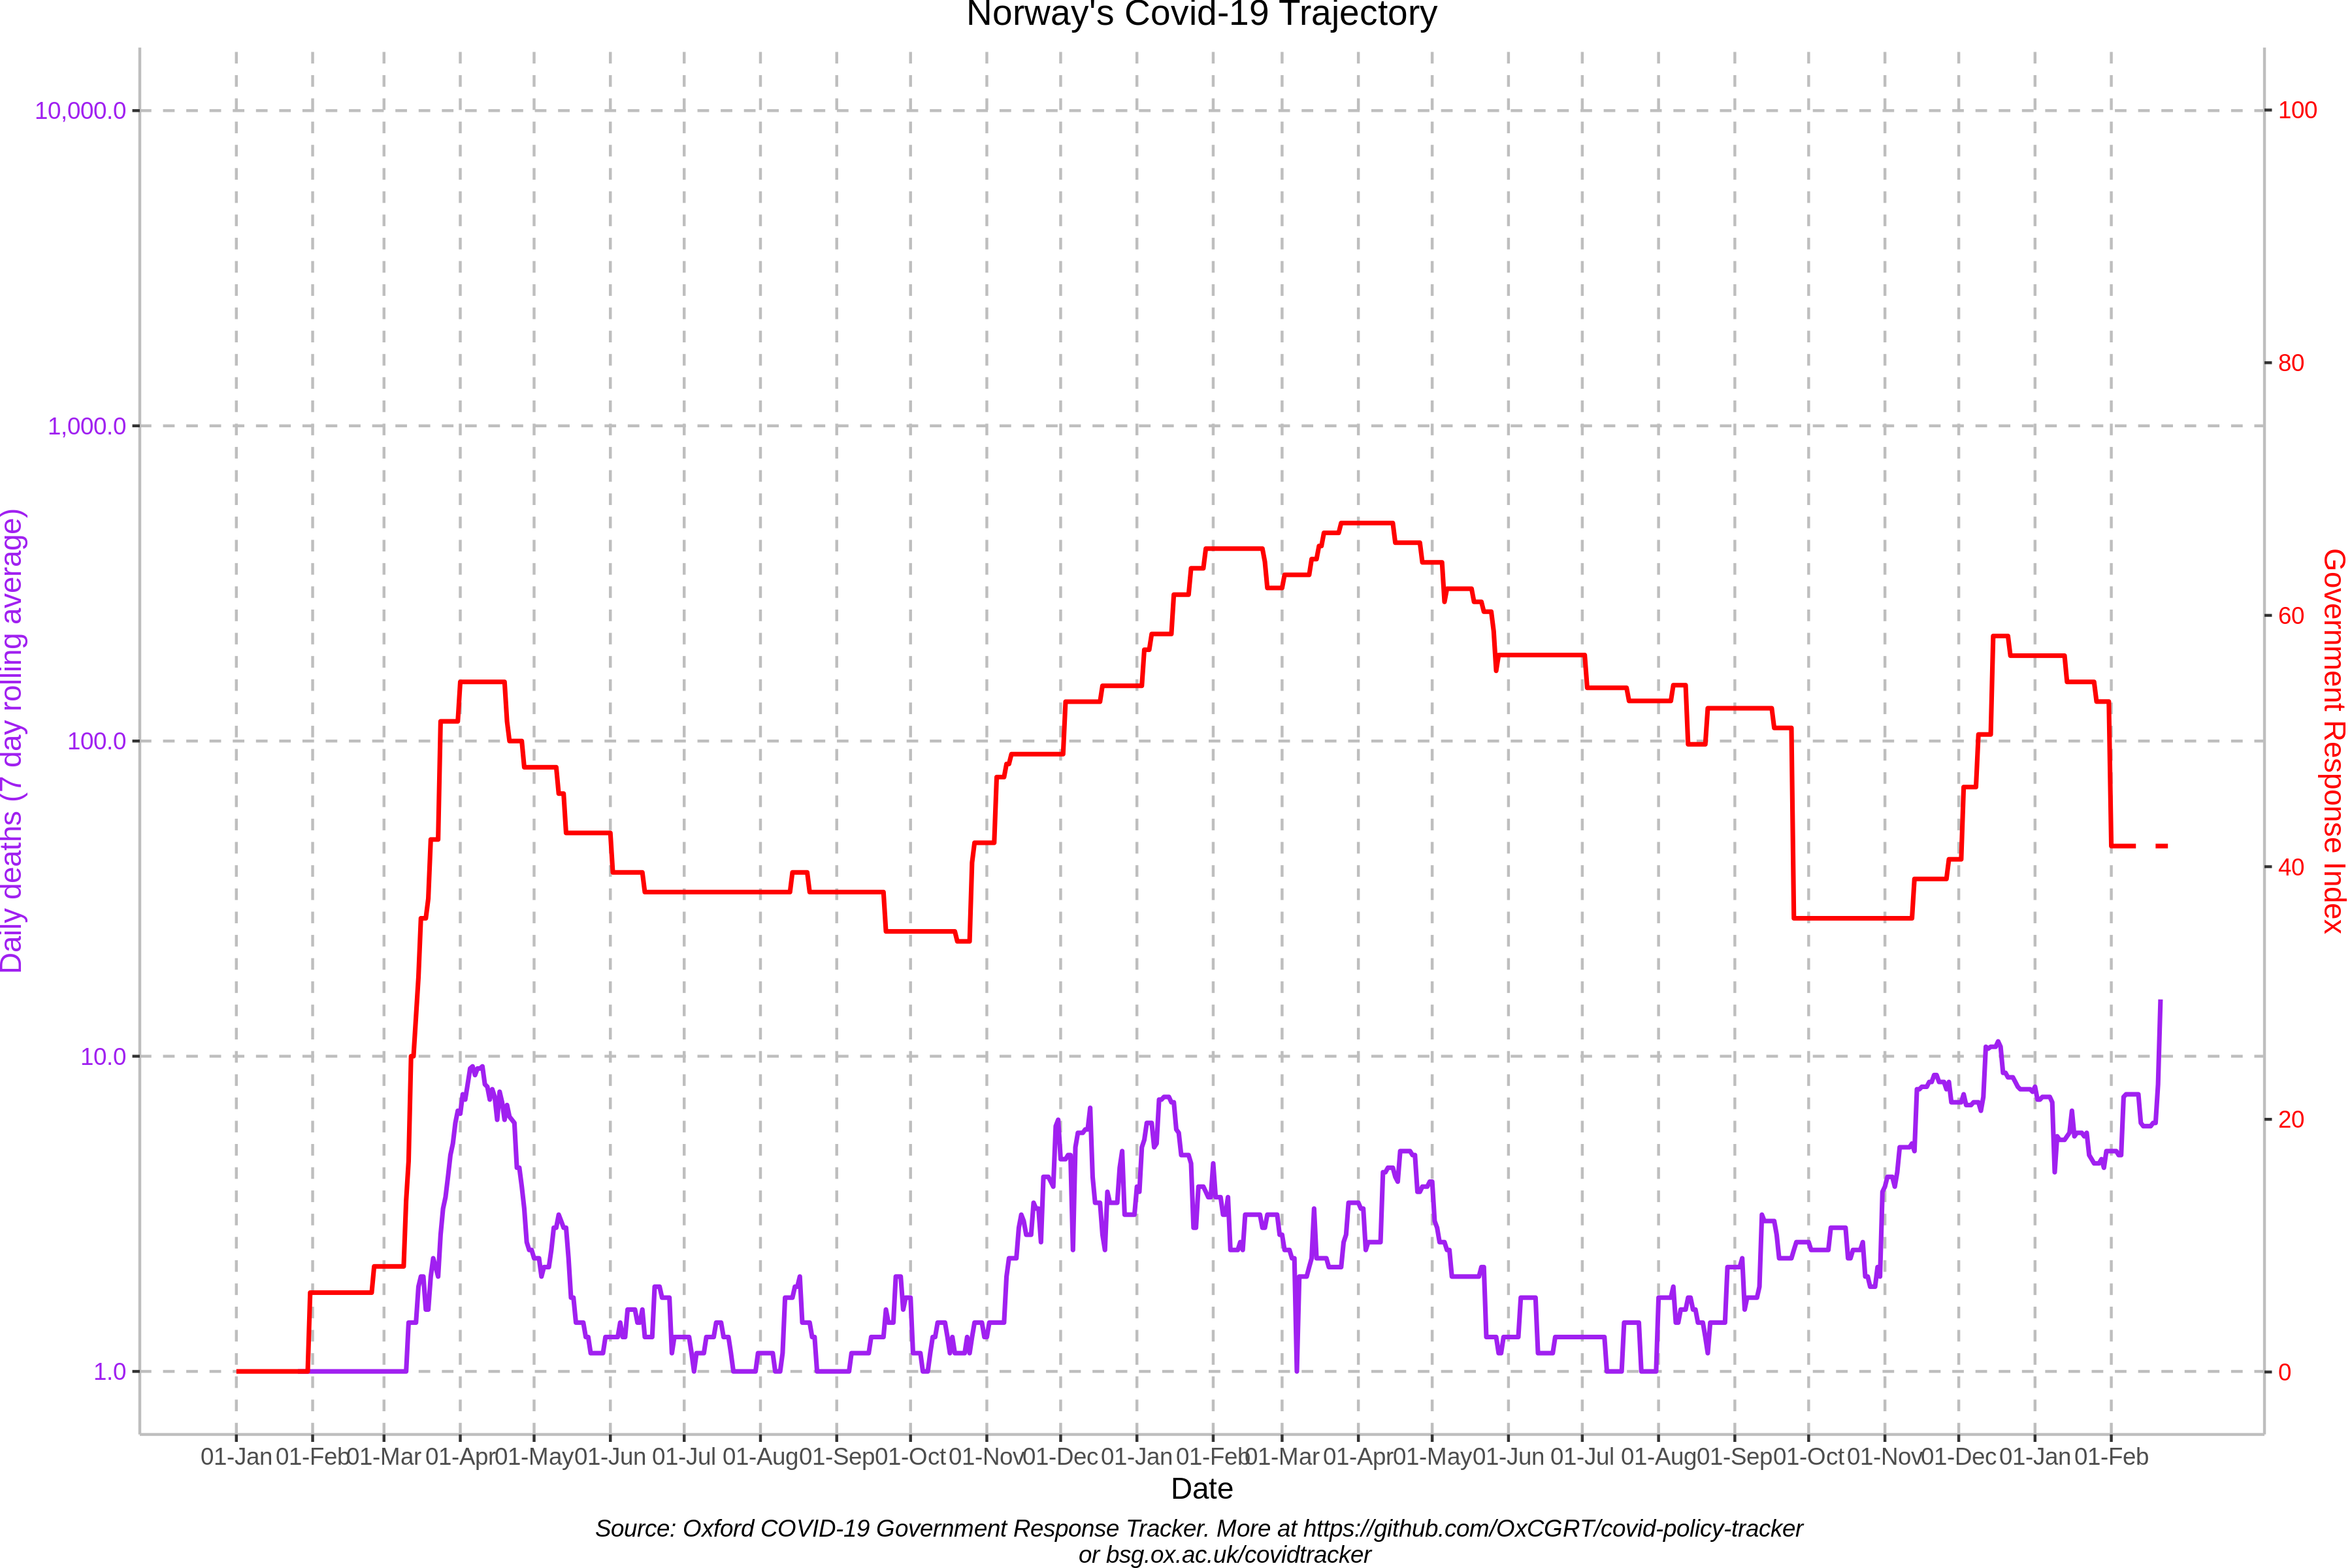 Norway's Covid-19 Trajectory
10,000.0
1,000.0
100.0
10.0
1.0
Daily deaths (7 day rolling average)
100
80
60
40
20
0
Government Response Index
01-Jan 01-Feb 01-Mar 01-Apr 01-May 01-Jun 01-Jul 01-Aug 01-Sep 01-Oct 01-Nov 01-Dec 01-Jan 01-Feb 01-Mar 01-Apr 01-May 01-Jun 01-Jul 01-Aug 01-Sep 01-Oct 01-Nov 01-Dec 01-Jan 01-Feb
Date
Source: Oxford COVID-19 Government Response Tracker. More at https://github.com/OxCGRT/covid-policy-tracker
or bsg.ox.ac.uk/covidtracker